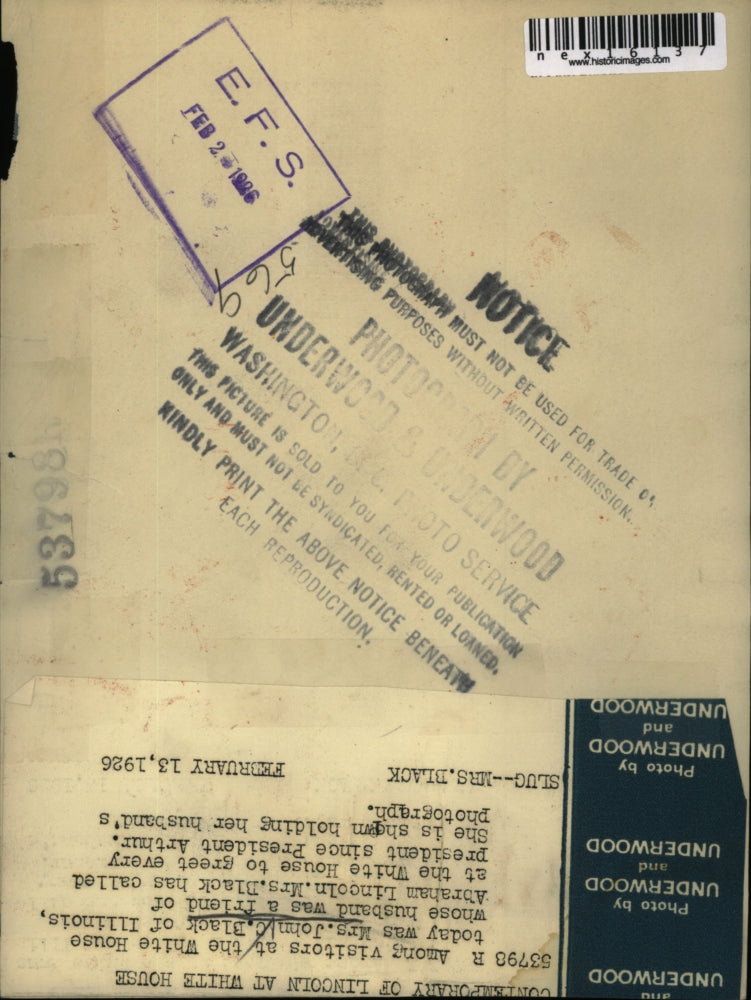 nex16137
www.historicimages.com
E. F. S.
FEB 2 1926
569
NOTICE
THIS PHOTOGRAPH MUST NOT BE USED FOR TRADE OR
ADVERTISING PURPOSES WITHOUT WRITTEN PERMISSION.
PHOTOGRAPH BY
UNDERWOOD & UNDERWOOD
WASHINGTON, D.C. PHOTO SERVICE
THIS PICTURE IS SOLD TO YOU FOR YOUR PUBLICATION
ONLY AND MUST NOT BE SYNDICATED, RENTED OR LOANED.
KINDLY PRINT THE ABOVE NOTICE BENEATH
EACH REPRODUCTION.
53798
CONTEMPORARY OF LINCOLN AT WHITE HOUSE
53798 R Among visitors at the White House
today was Mrs. John C. Black of Illinois,
whose husband was a friend of
Abraham Lincoln. Mrs. Black has called
at the White House to greet every
president since President Arthur.
She is shown holding her husband's
photograph.
SLUG--MRS. BLACK FEBRUARY 13, 1926
and
UNDERWOOD
Photo by
UNDERWOOD
and
UNDERWOOD
Photo by
UNDERWOOD
and
UNDERWOOD